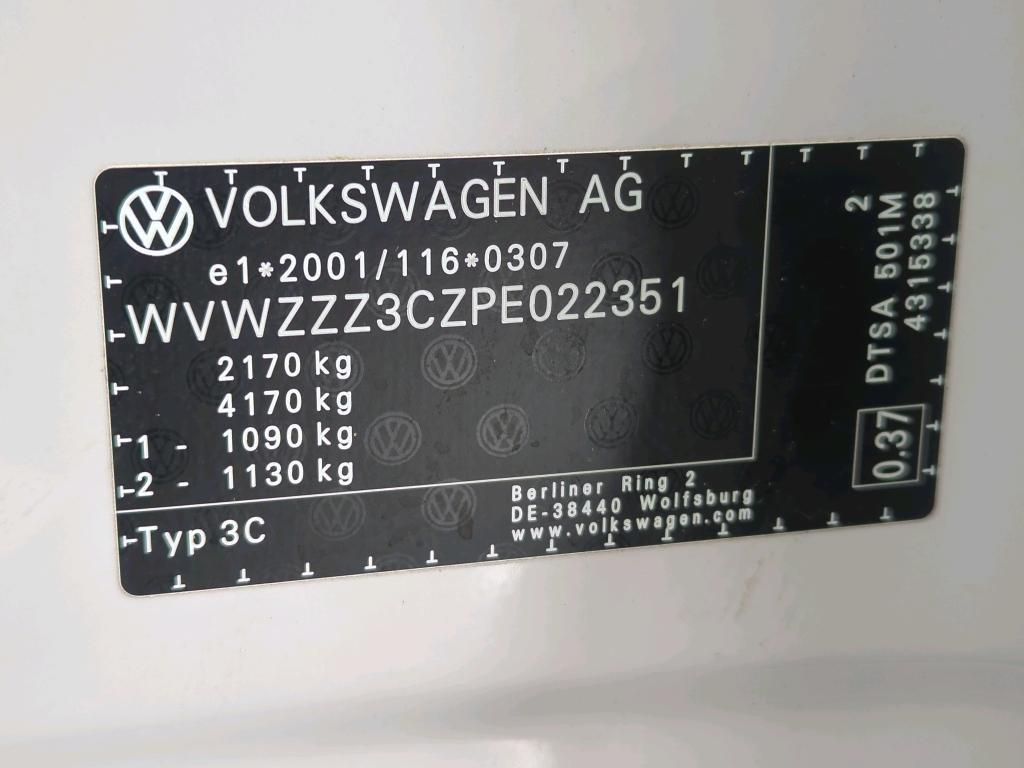 VOLKSWAGEN AG
e1*2001/116*0307
WVWZZZ3CZPE022351
2170 kg
4170 kg
1 - 1090 kg
2 - 1130 kg
Typ 3C
Berliner Ring 2
DE-38440 Wolfsburg
www.volkswagen.com
2
DTSA 501M
4315338
0.37